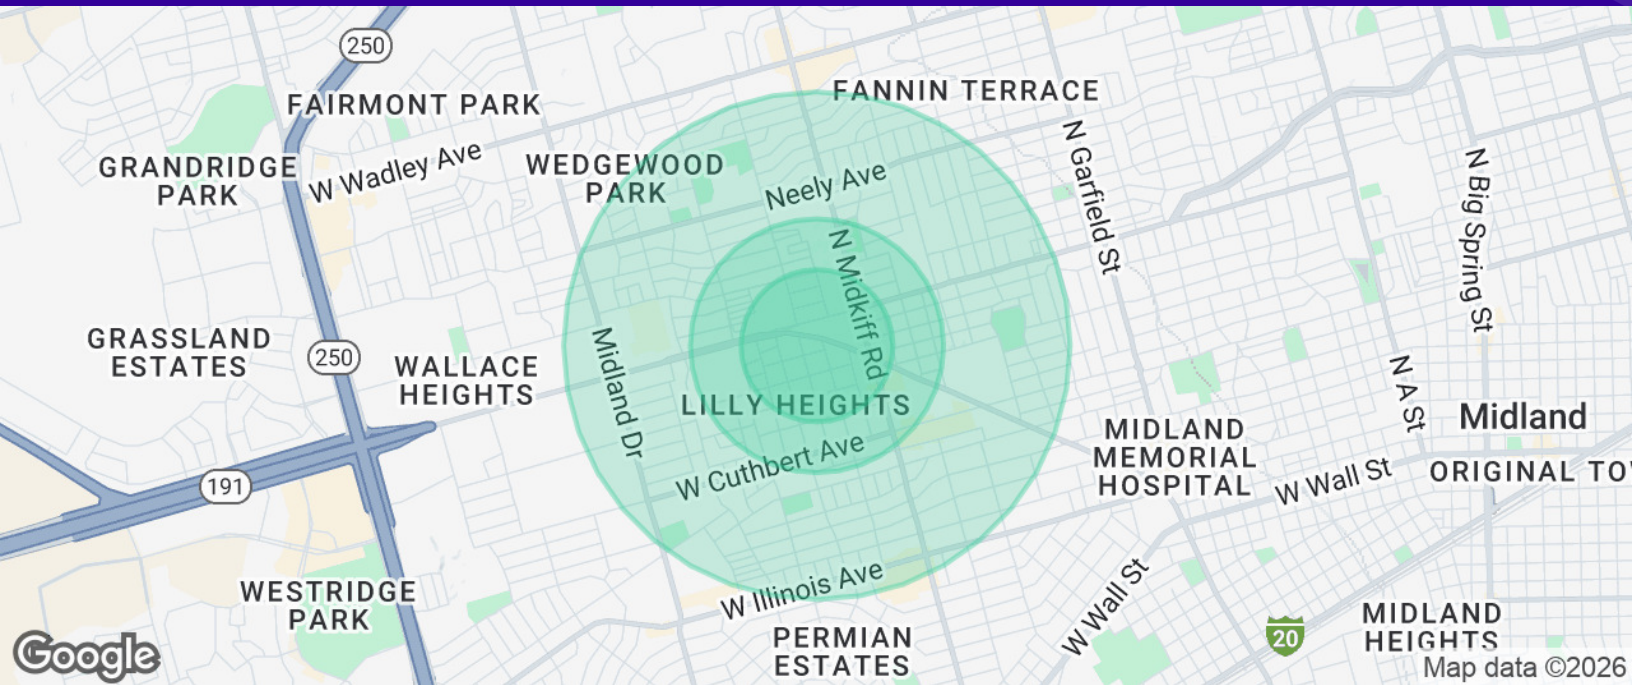 250
FAIRMONT PARK
FANNIN TERRACE
GRANDRIDGE
PARK
W Wadley Ave
WEDGEWOOD
PARK
Neely Ave
N Garfield St
N Big Spring St
N Midkiff Rd
GRASSLAND
ESTATES
250
WALLACE
HEIGHTS
Midland Dr
LILLY HEIGHTS
W Cuthbert Ave
N A St
Midland
MIDLAND
MEMORIAL
HOSPITAL
W Wall St
ORIGINAL TO
191
WESTRIDGE
PARK
W Illinois Ave
W Wall St
PERMIAN
ESTATES
20
MIDLAND
HEIGHTS
Google
Map data ©2026